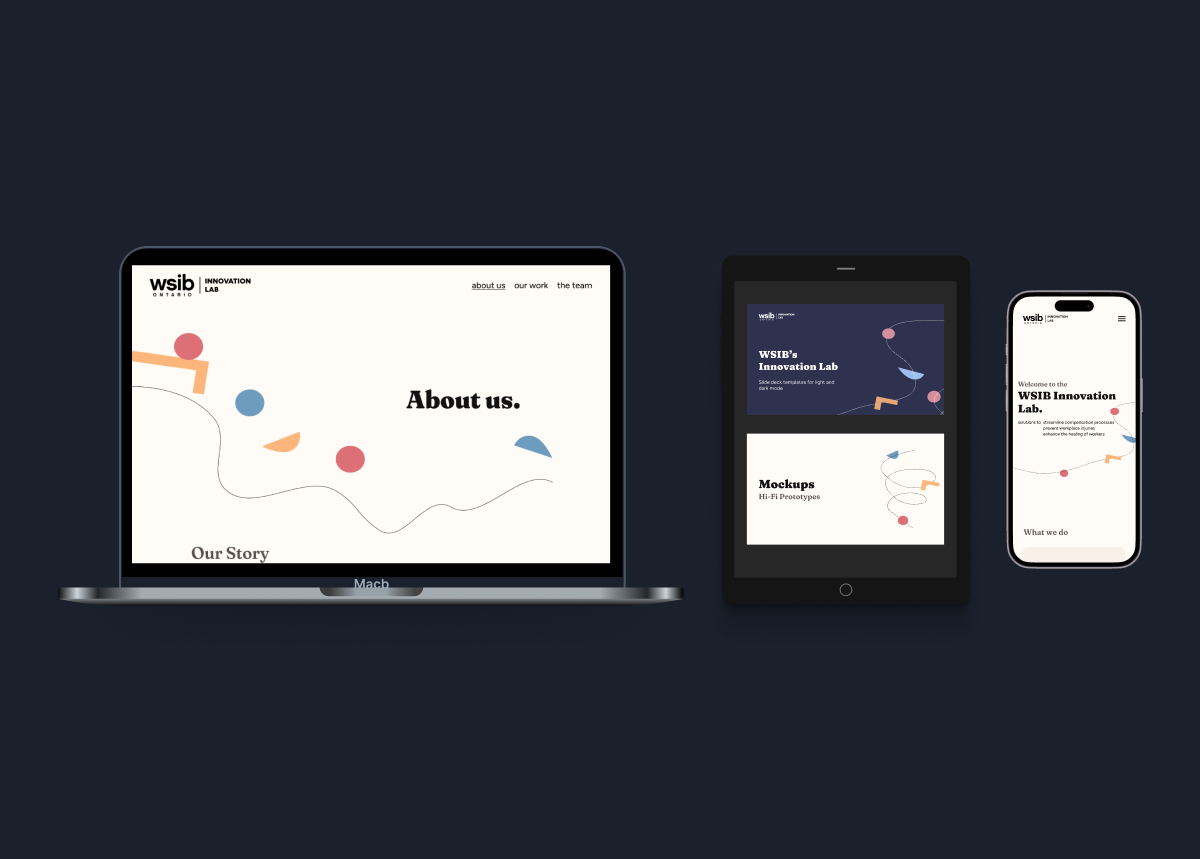 wsib
ONTARIO
INNOVATION
LAB
about us
our work
the team
About us.
Our Story
Macb
wsib
ONTARIO
INNOVATION
LAB
WSIB's
Innovation Lab
Slide deck templates for light and
dark mode
Mockups
Hi-Fi Prototypes
wsib
ONTARIO
INNOVATION
LAB
Welcome to the
WSIB Innovation
Lab.
solutions to streamline compensation processes
prevent workplace injures
enhance the healing of workers
What we do